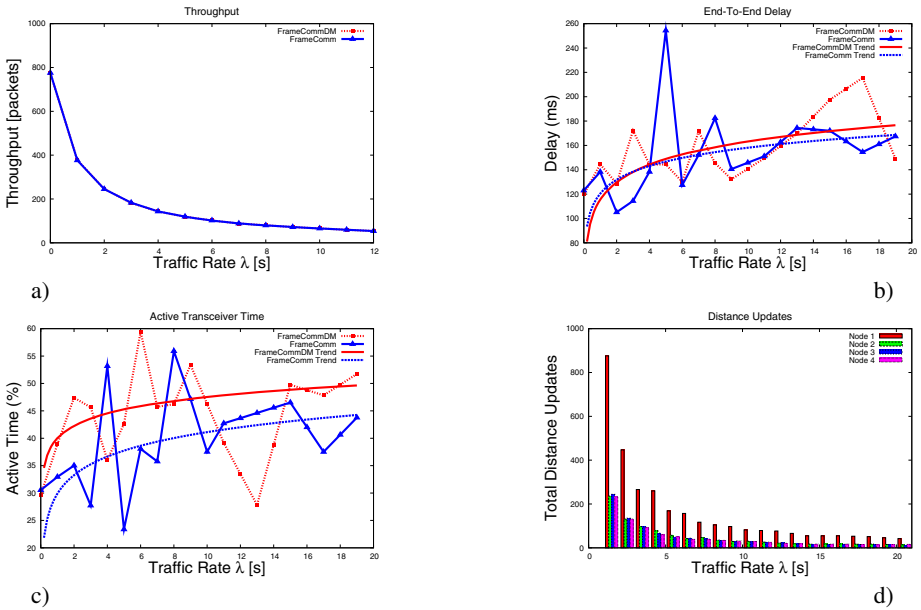 Throughput
Throughput [packets]
1000
800
600
400
200
0
0 2 4 6 8 10 12
Traffic Rate λ [s]
FrameCommDM
FrameComm
a)
End-To-End Delay
Delay (ms)
260
240
220
200
180
160
140
120
100
80
0 2 4 6 8 10 12 14 16 18 20
Traffic Rate λ [s]
FrameCommDM
FrameComm
FrameCommDM Trend
FrameComm Trend
b)
Active Transceiver Time
Active Time (%)
60
55
50
45
40
35
30
25
20
0 2 4 6 8 10 12 14 16 18 20
Traffic Rate λ [s]
FrameCommDM
FrameComm
FrameCommDM Trend
FrameComm Trend
c)
Distance Updates
Total Distance Updates
1000
800
600
400
200
0
0 5 10 15 20
Traffic Rate λ [s]
Node 1
Node 2
Node 3
Node 4
d)